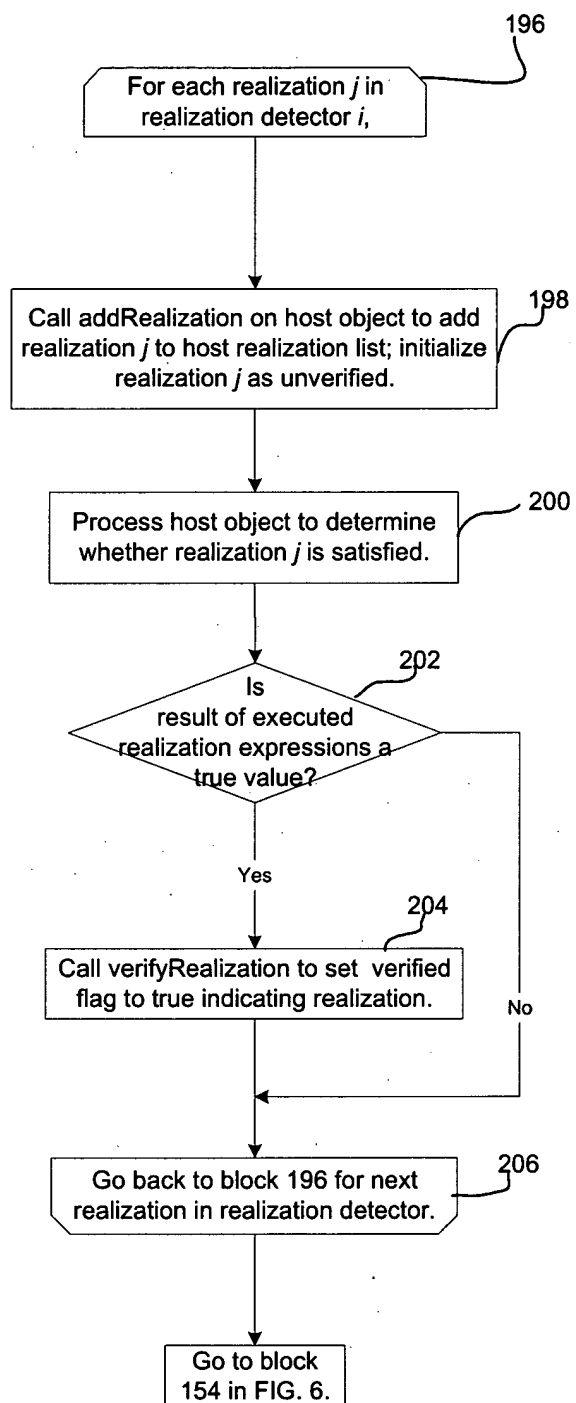 196
For each realization j in
realization detector i,
198
Call addRealization on host object to add
realization j to host realization list; initialize
realization j as unverified.
200
Process host object to determine
whether realization j is satisfied.
202
Is
result of executed
realization expressions a
true value?
Yes
204
Call verifyRealization to set verified
flag to true indicating realization.
No
206
Go back to block 196 for next
realization in realization detector.
Go to block
154 in FIG. 6.